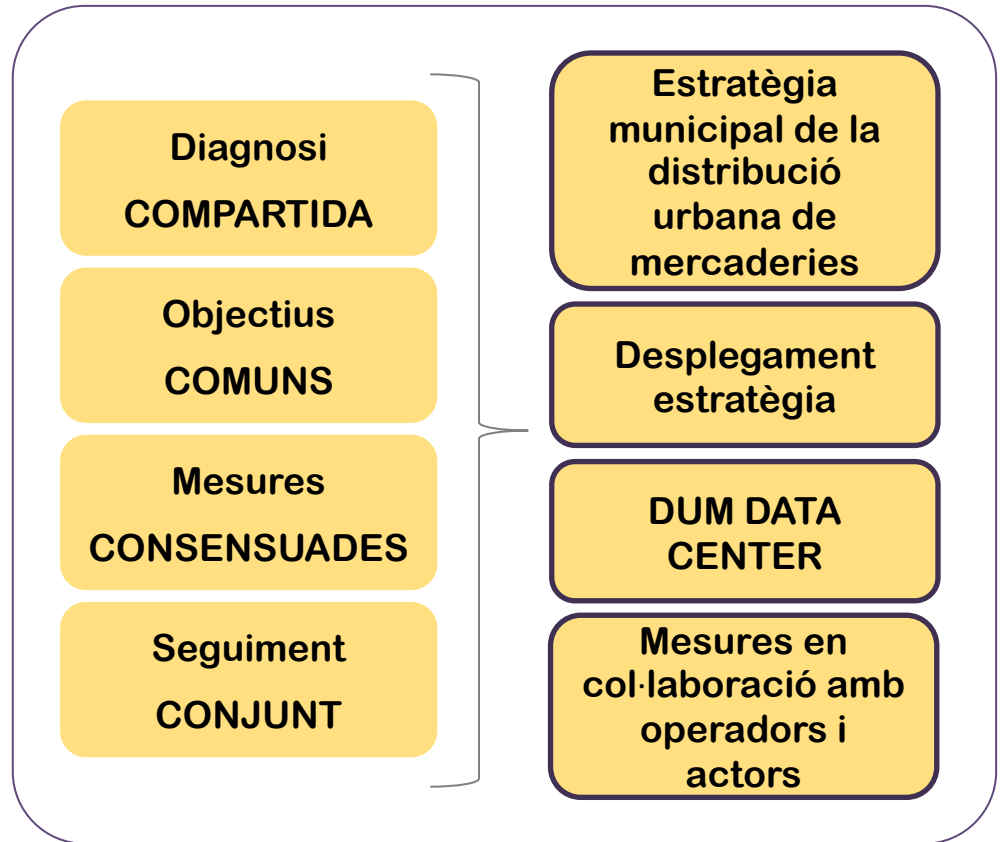 Diagnosi
COMPARTIDA
Objectius
COMUNS
Mesures
CONSENSUADES
Seguiment
CONJUNT
Estratègia
municipal de la
distribució
urbana de
mercaderies
Desplegament
estratègia
DUM DATA
CENTER
Mesures en
col·laboració amb
operadors i
actors